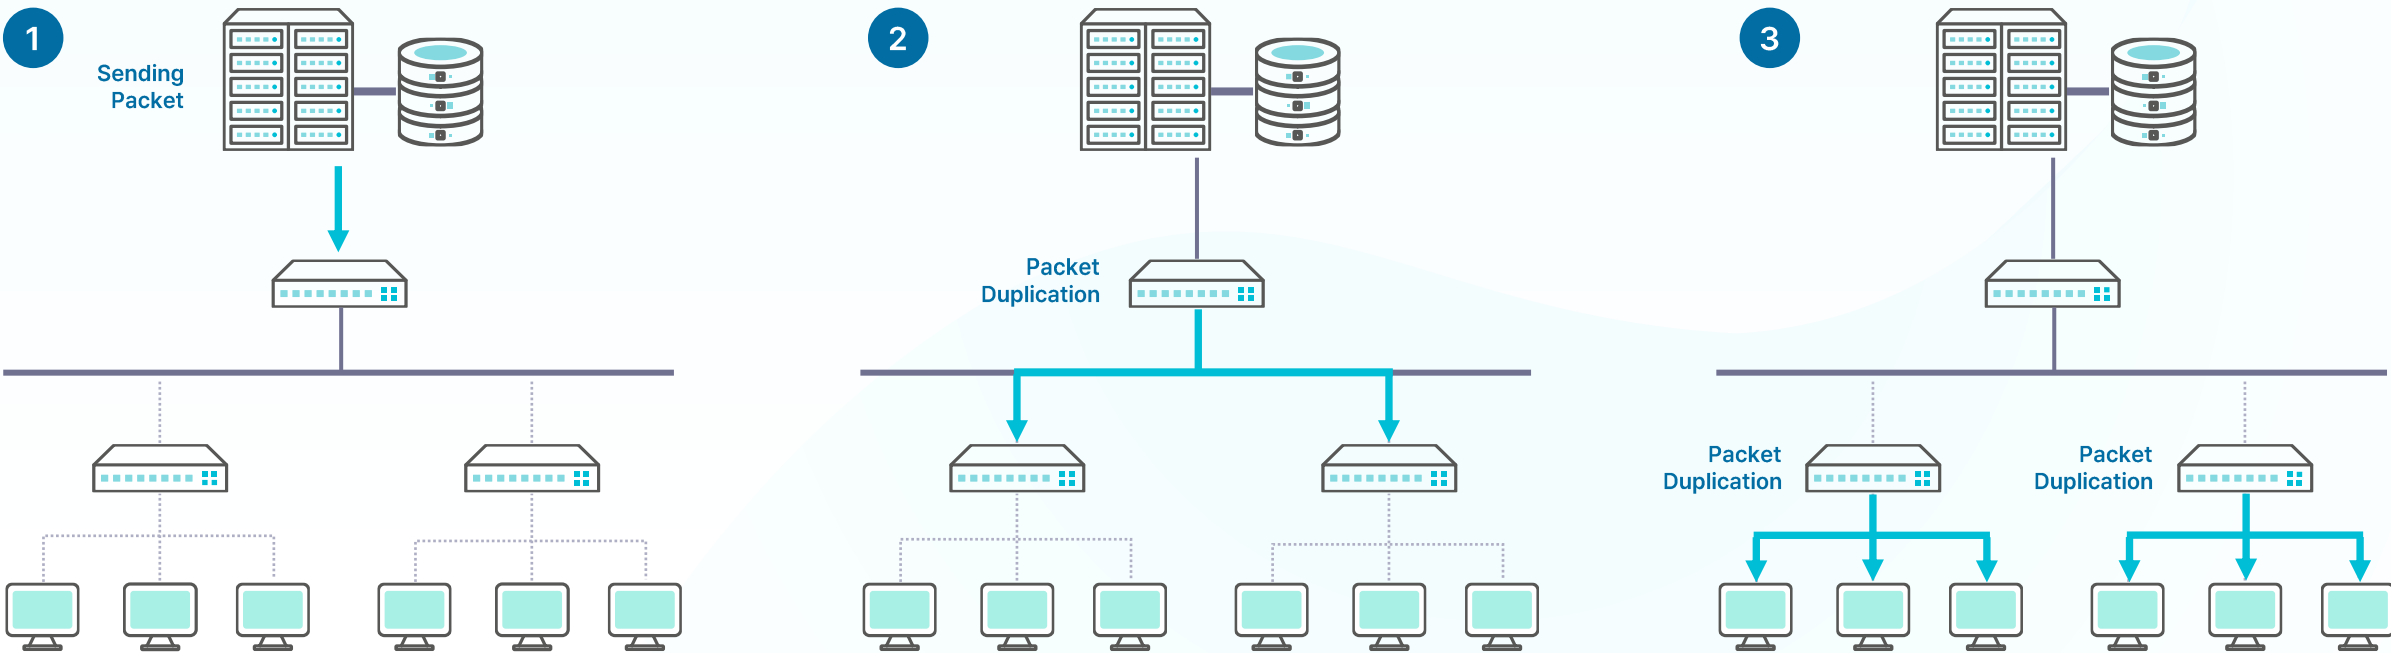 1
Sending
Packet
2
Packet
Duplication
3
Packet
Duplication
Packet
Duplication